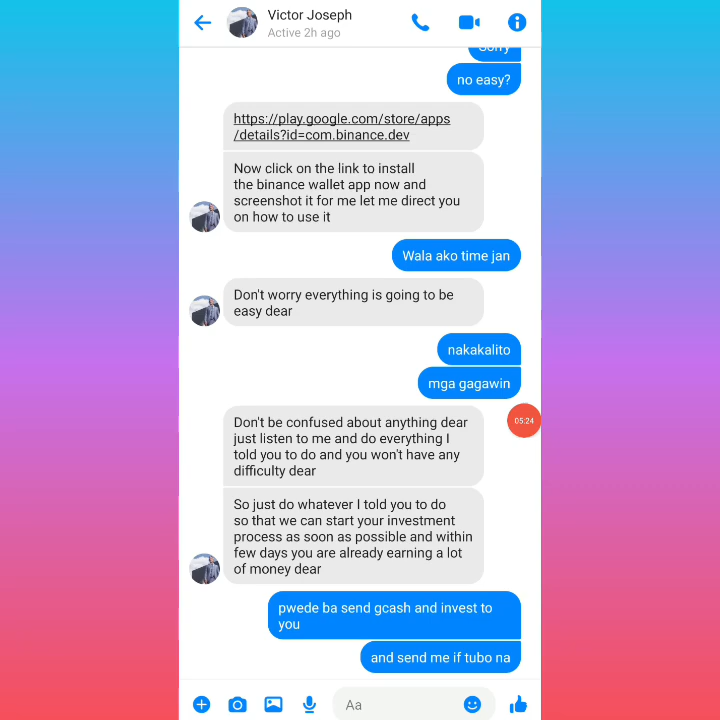 Victor Joseph
Active 2h ago
Sorry
no easy?
https://play.google.com/store/apps
/details?id=com.binance.dev
Now click on the link to install
the binance wallet app now and
screenshot it for me let me direct you
on how to use it
Wala ako time jan
Don't worry everything is going to be
easy dear
nakakalito
mga gagawin
05:24
Don't be confused about anything dear
just listen to me and do everything I
told you to do and you won't have any
difficulty dear
So just do whatever I told you to do
so that we can start your investment
process as soon as possible and within
few days you are already earning a lot
of money dear
pwede ba send gcash and invest to
you
and send me if tubo na
Aa